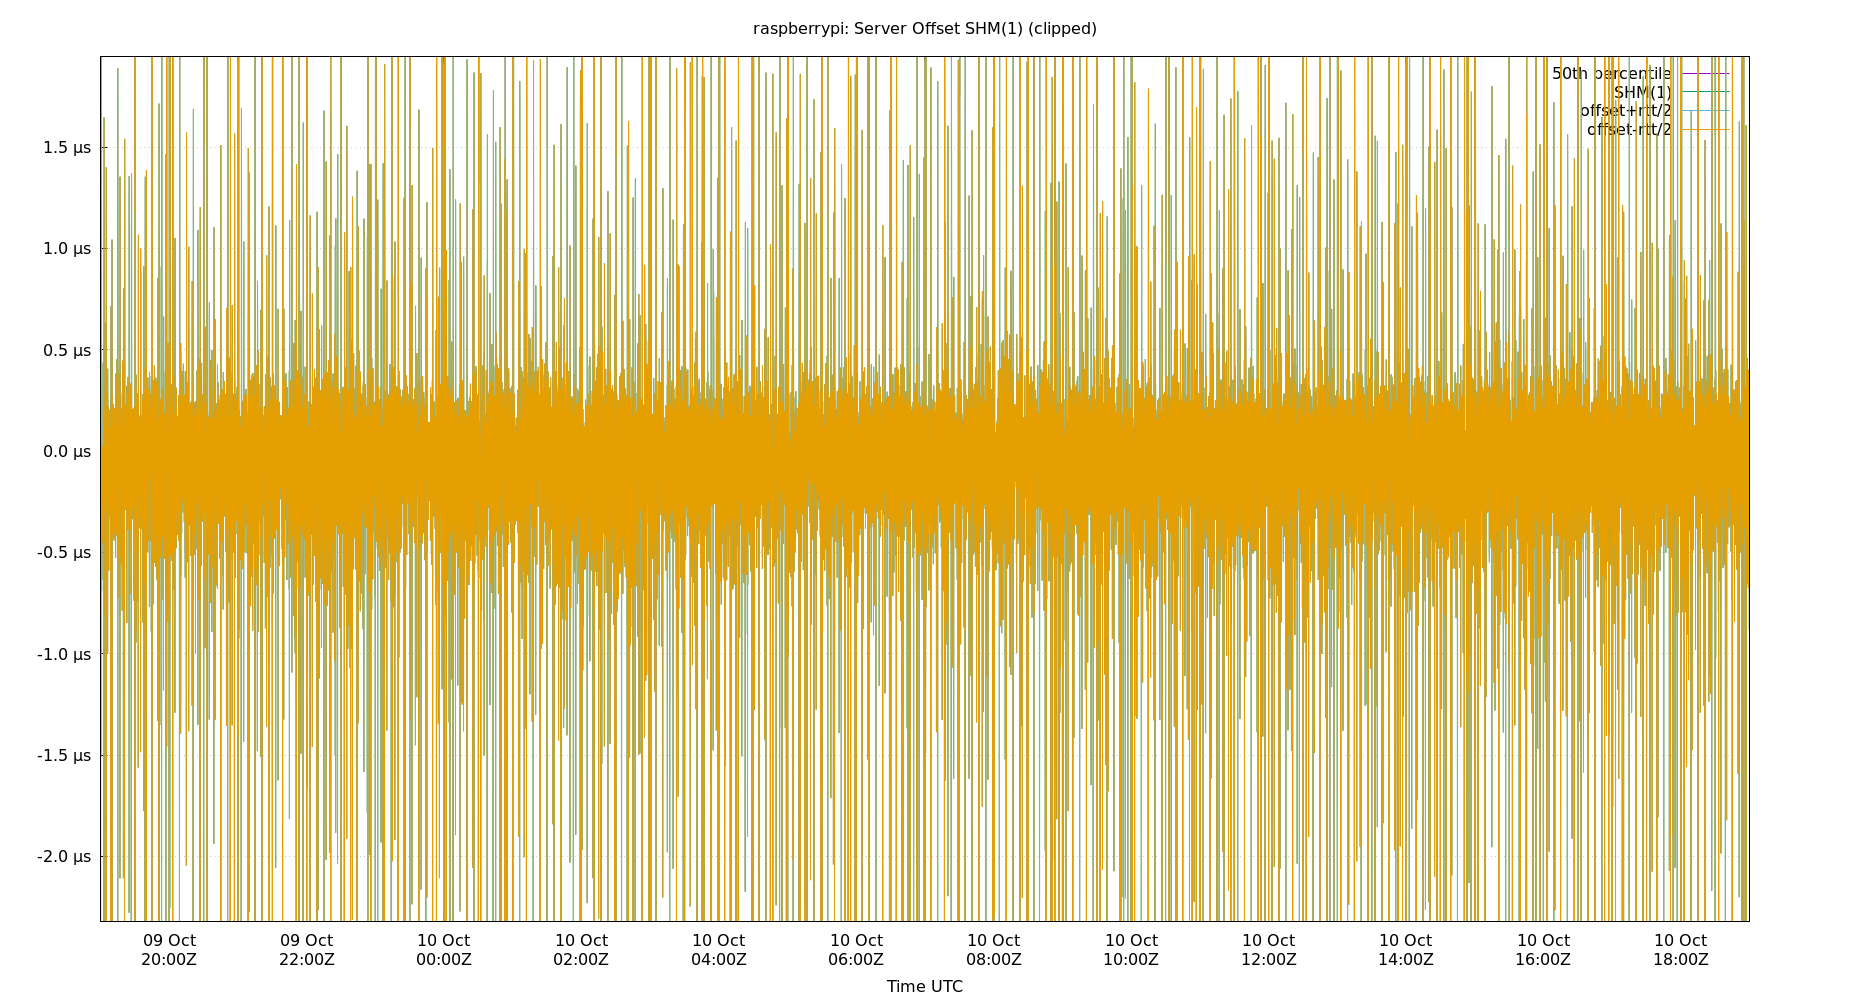 raspberrypi: Server Offset SHM(1) (clipped)
50th percentile
SHM(1)
offset+rtt/2
offset-rtt/2
1.5 µs
1.0 µs
0.5 µs
0.0 µs
-0.5 µs
-1.0 µs
-1.5 µs
-2.0 µs
09 Oct 09 Oct 10 Oct 10 Oct 10 Oct 10 Oct 10 Oct 10 Oct 10 Oct 10 Oct 10 Oct 10 Oct
20:00Z 22:00Z 00:00Z 02:00Z 04:00Z 06:00Z 08:00Z 10:00Z 12:00Z 14:00Z 16:00Z 18:00Z
Time UTC